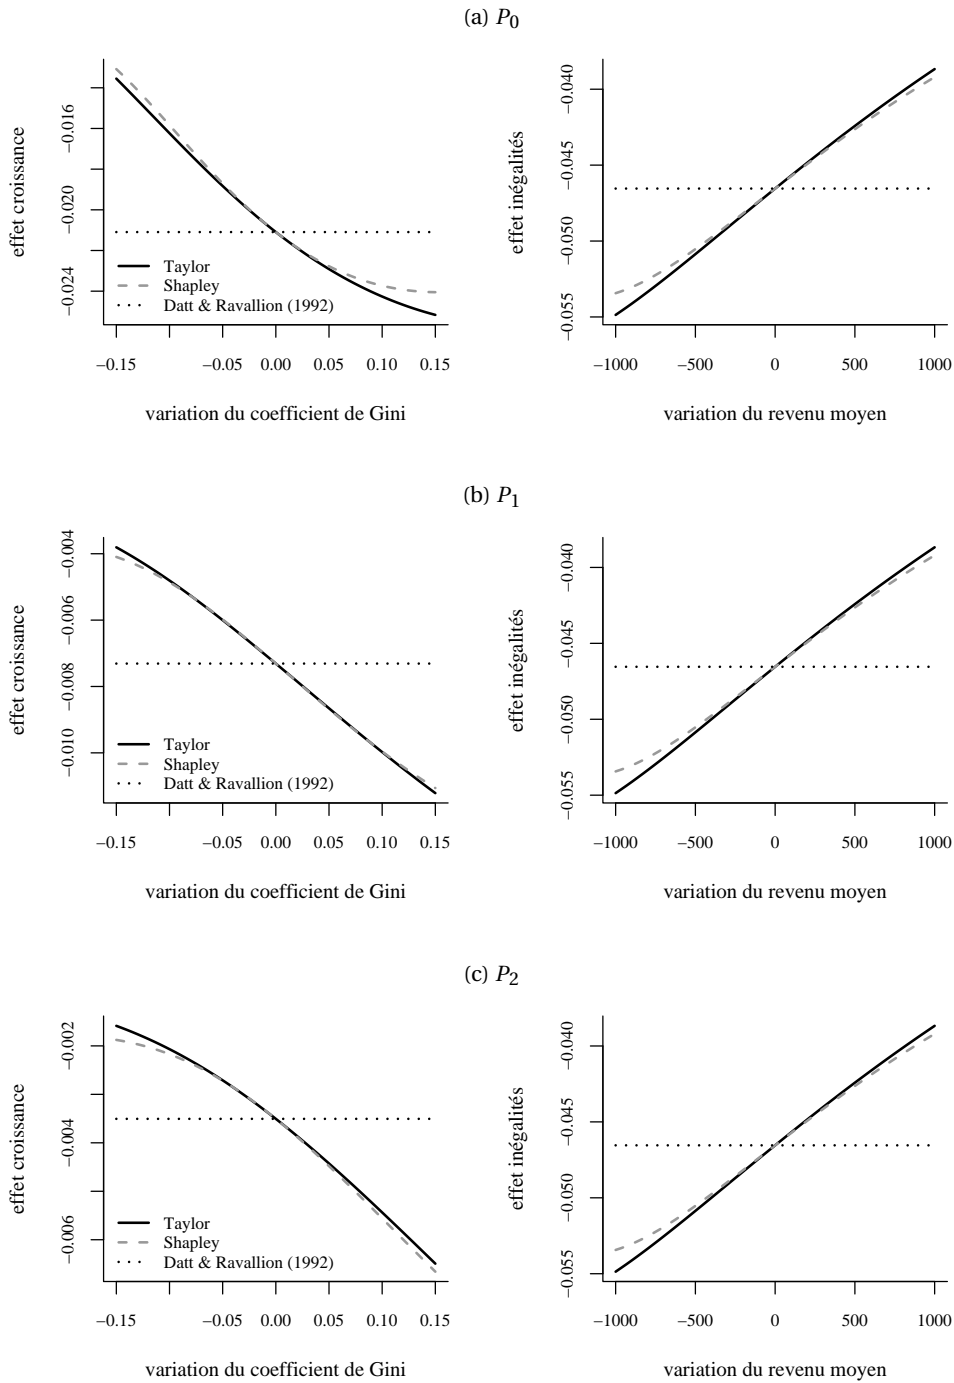 (a) P0
effet croissance
−0.016
−0.020
−0.024
Taylor
Shapley
Datt & Ravallion (1992)
−0.15 −0.05 0.00 0.05 0.10 0.15
variation du coefficient de Gini
effet inégalités
−0.040
−0.045
−0.050
−0.055
−1000 −500 0 500 1000
variation du revenu moyen
(b) P1
effet croissance
−0.004
−0.006
−0.008
−0.010
Taylor
Shapley
Datt & Ravallion (1992)
−0.15 −0.05 0.00 0.05 0.10 0.15
variation du coefficient de Gini
effet inégalités
−0.040
−0.045
−0.050
−0.055
−1000 −500 0 500 1000
variation du revenu moyen
(c) P2
effet croissance
−0.002
−0.004
−0.006
Taylor
Shapley
Datt & Ravallion (1992)
−0.15 −0.05 0.00 0.05 0.10 0.15
variation du coefficient de Gini
effet inégalités
−0.040
−0.045
−0.050
−0.055
−1000 −500 0 500 1000
variation du revenu moyen